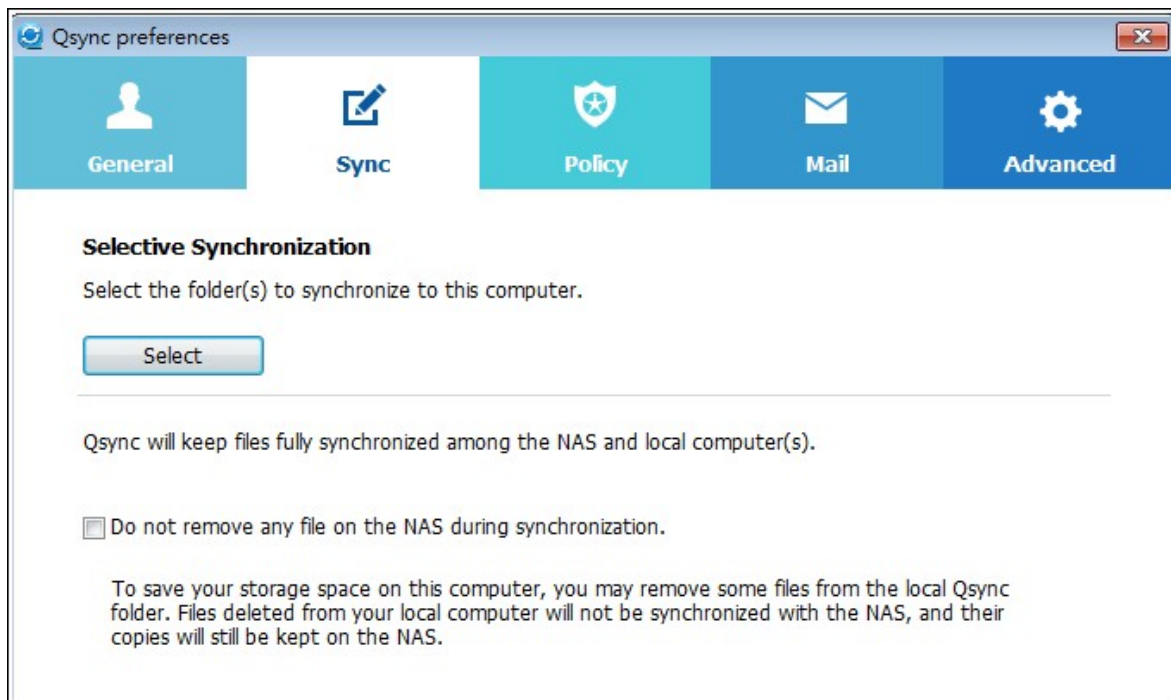 Qsync preferences
General
Sync
Policy
Mail
Advanced
Selective Synchronization
Select the folder(s) to synchronize to this computer.
Select
Qsync will keep files fully synchronized among the NAS and local computer(s).
Do not remove any file on the NAS during synchronization.
To save your storage space on this computer, you may remove some files from the local Qsync
folder. Files deleted from your local computer will not be synchronized with the NAS, and their
copies will still be kept on the NAS.